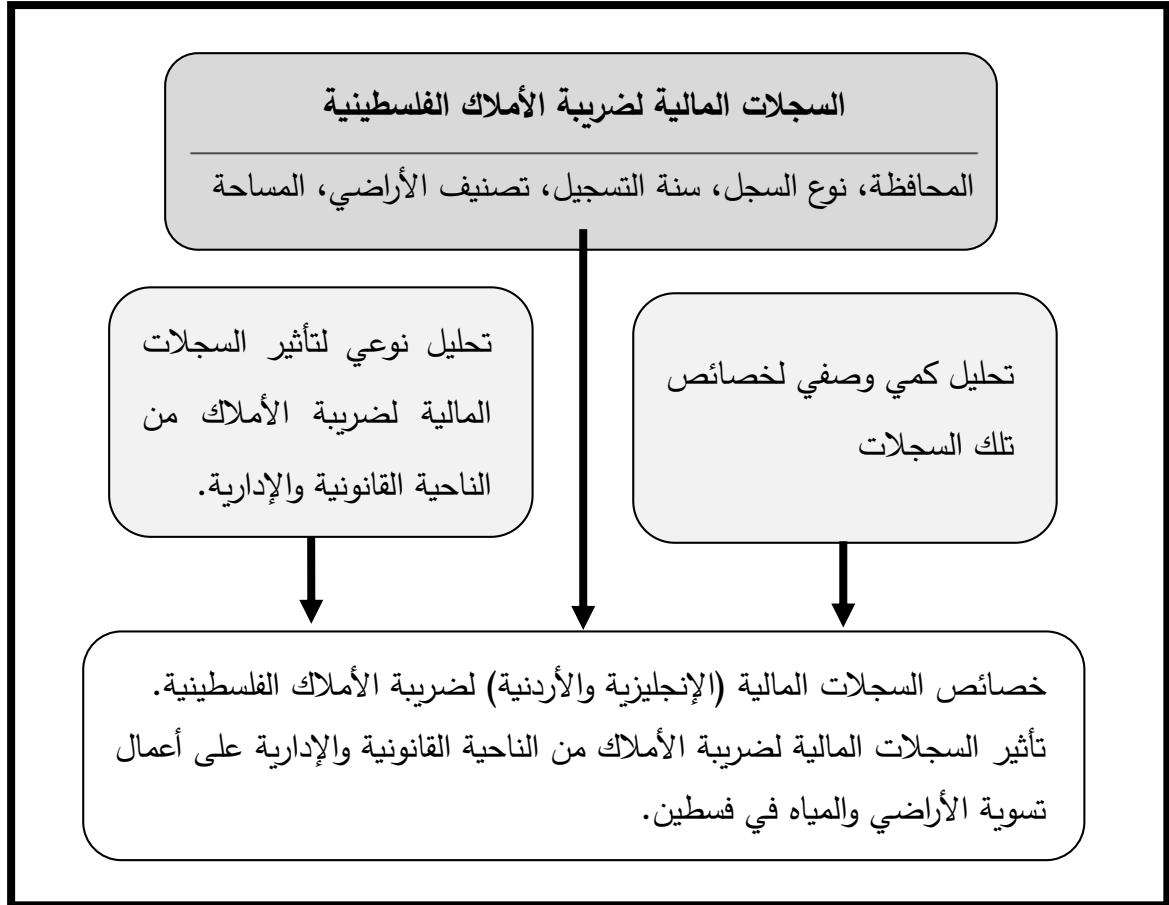 السجلات المالية لضريبة الأملاك الفلسطينية
المحافظة، نوع السجل، سنة التسجيل، تصنيف الأراضي، المساحة
تحليل كمي وصفي لخصائص
تلك السجلات
تحليل نوعي لتأثير السجلات
المالية لضريبة الأملاك من
الناحية القانونية والإدارية.
خصائص السجلات المالية (الإنجليزية والأردنية) لضريبة الأملاك الفلسطينية.
تأثير السجلات المالية لضريبة الأملاك من الناحية القانونية والإدارية على أعمال
تسوية الأراضي والمياه في فسطين.